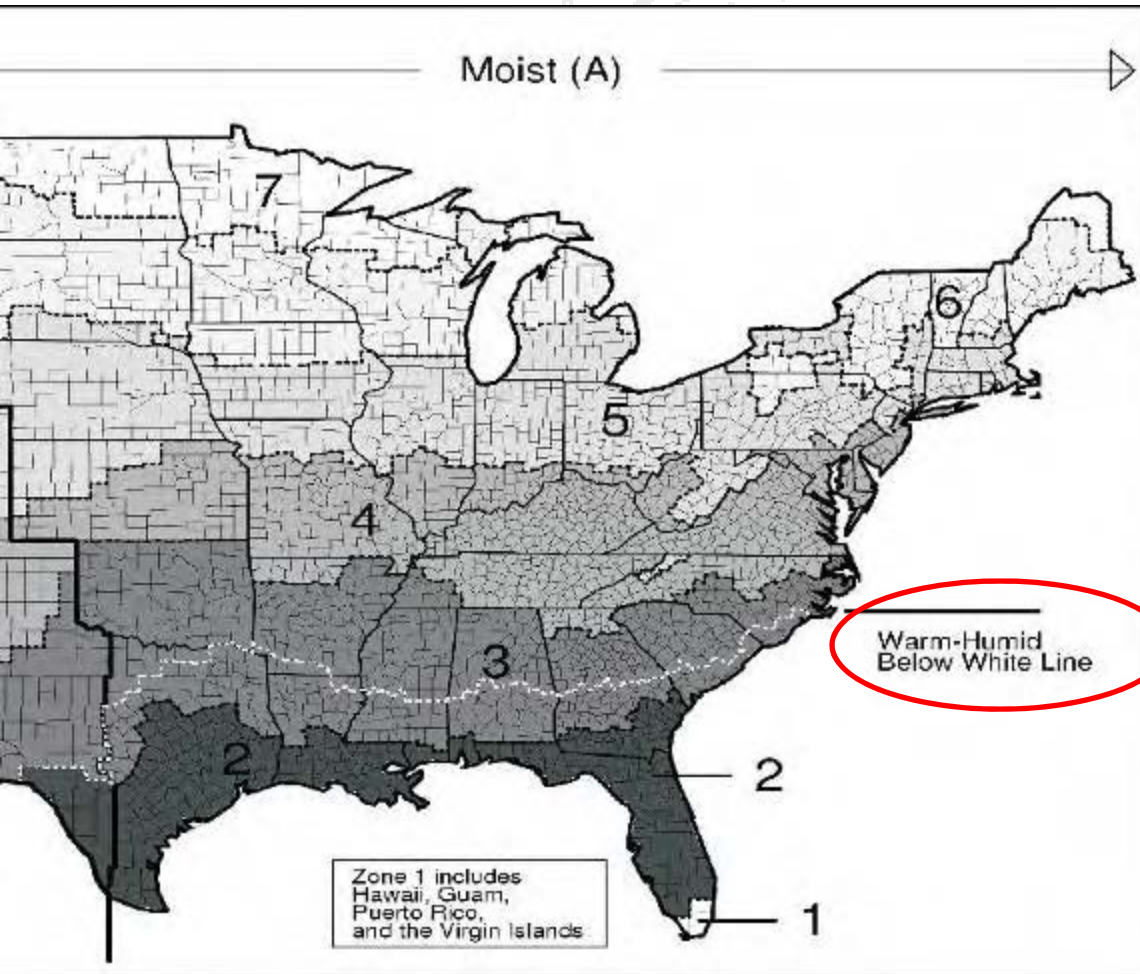 Moist (A)
7
6
5
4
Warm-Humid
Below White Line
3
2
2
Zone 1 includes
Hawaii, Guam,
Puerto Rico,
and the Virgin Islands
1